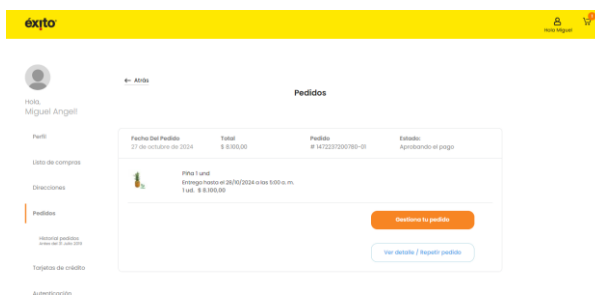 éxito
Hola Miguel
← Atrás
Pedidos
Hola,
Miguel Angel!
Perfil
Lista de compras
Direcciones
Pedidos
Historial pedidos
Tarjetas de crédito
Autenticación
Fecha Del Pedido
27 de octubre de 2024
Total
$ 8.100,00
Pedido
# 1472237200780-01
Estado:
Aprobando el pago
Piña 1 und
Entrega hasta el 28/10/2024 a las 5:00 a. m.
1 ud. $ 8.100,00
Gestiona tu pedido
Ver detalle / Repetir pedido